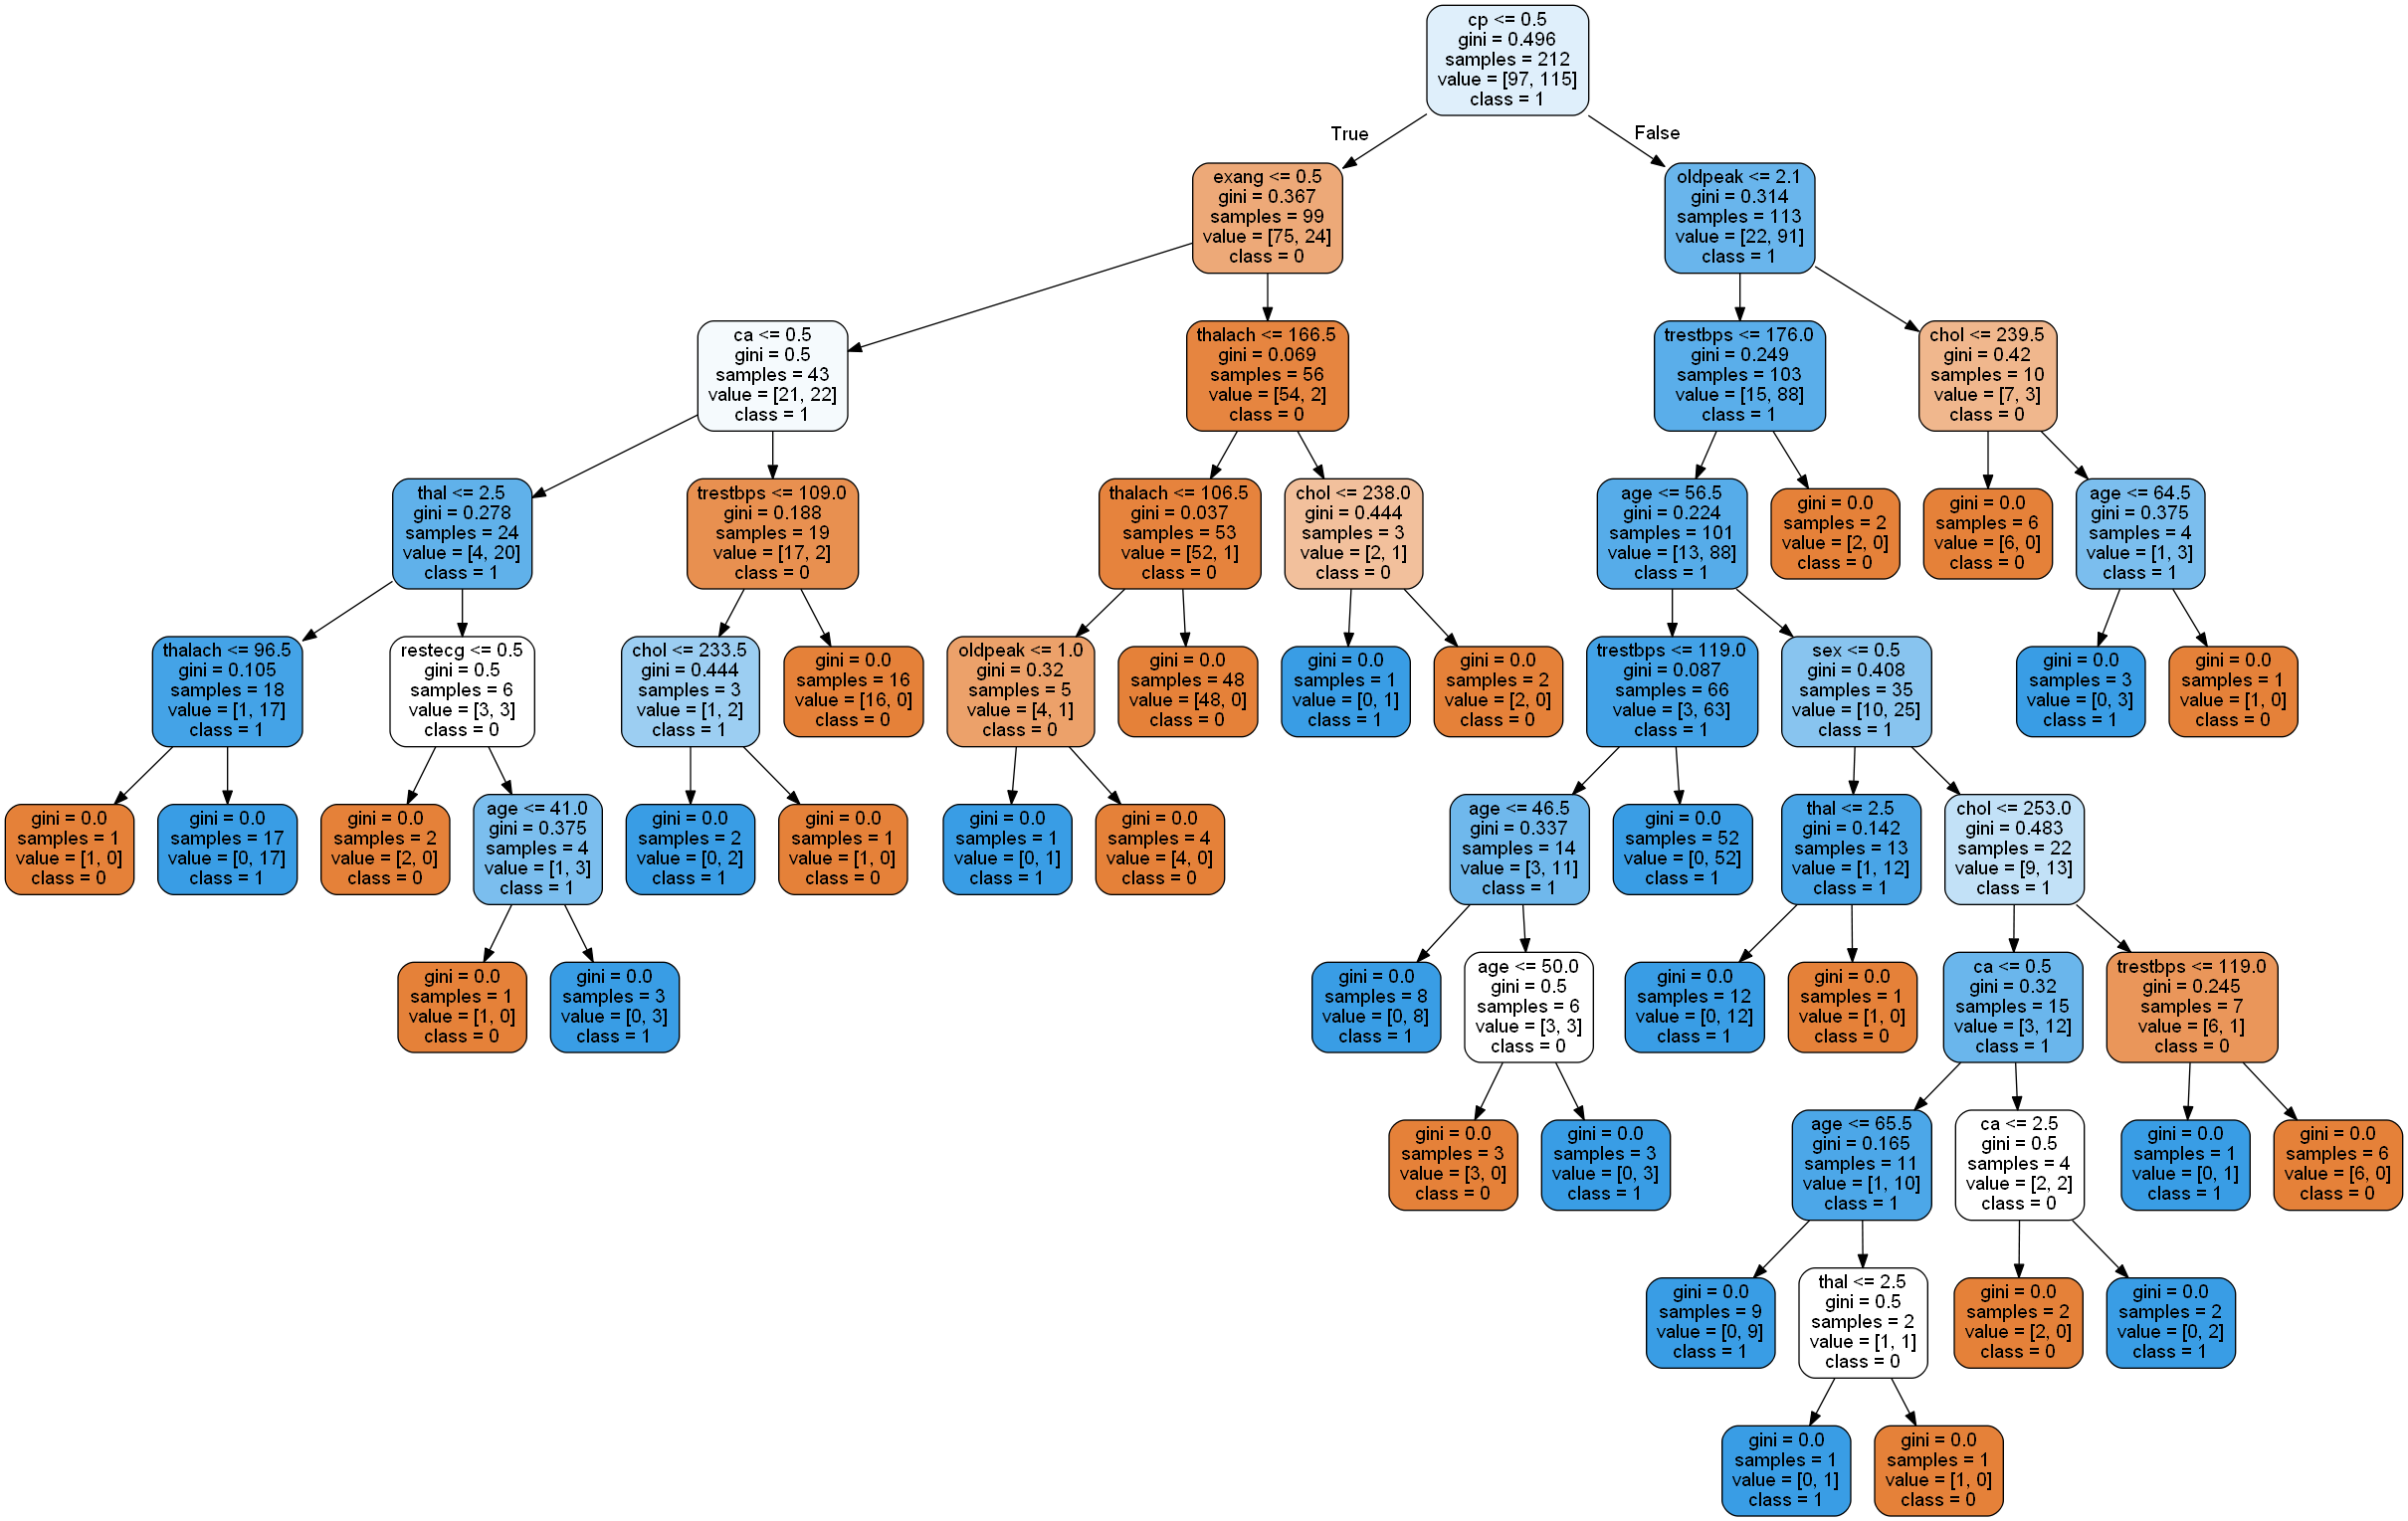 cp <= 0.5
gini = 0.496
samples = 212
value = [97, 115]
class = 1
True
False
exang <= 0.5
gini = 0.367
samples = 99
value = [75, 24]
class = 0
oldpeak <= 2.1
gini = 0.314
samples = 113
value = [22, 91]
class = 1
ca <= 0.5
gini = 0.5
samples = 43
value = [21, 22]
class = 1
thalach <= 166.5
gini = 0.069
samples = 56
value = [54, 2]
class = 0
trestbps <= 176.0
gini = 0.249
samples = 103
value = [15, 88]
class = 1
chol <= 239.5
gini = 0.42
samples = 10
value = [7, 3]
class = 0
thal <= 2.5
gini = 0.278
samples = 24
value = [4, 20]
class = 1
trestbps <= 109.0
gini = 0.188
samples = 19
value = [17, 2]
class = 0
thalach <= 106.5
gini = 0.037
samples = 53
value = [52, 1]
class = 0
chol <= 238.0
gini = 0.444
samples = 3
value = [2, 1]
class = 0
age <= 56.5
gini = 0.224
samples = 101
value = [13, 88]
class = 1
gini = 0.0
samples = 2
value = [2, 0]
class = 0
gini = 0.0
samples = 6
value = [6, 0]
class = 0
age <= 64.5
gini = 0.375
samples = 4
value = [1, 3]
class = 1
thalach <= 96.5
gini = 0.105
samples = 18
value = [1, 17]
class = 1
restecg <= 0.5
gini = 0.5
samples = 6
value = [3, 3]
class = 0
chol <= 233.5
gini = 0.444
samples = 3
value = [1, 2]
class = 1
gini = 0.0
samples = 16
value = [16, 0]
class = 0
oldpeak <= 1.0
gini = 0.32
samples = 5
value = [4, 1]
class = 0
gini = 0.0
samples = 48
value = [48, 0]
class = 0
gini = 0.0
samples = 1
value = [0, 1]
class = 1
gini = 0.0
samples = 2
value = [2, 0]
class = 0
trestbps <= 119.0
gini = 0.087
samples = 66
value = [3, 63]
class = 1
sex <= 0.5
gini = 0.408
samples = 35
value = [10, 25]
class = 1
gini = 0.0
samples = 3
value = [0, 3]
class = 1
gini = 0.0
samples = 1
value = [1, 0]
class = 0
gini = 0.0
samples = 1
value = [1, 0]
class = 0
gini = 0.0
samples = 17
value = [0, 17]
class = 1
gini = 0.0
samples = 2
value = [2, 0]
class = 0
age <= 41.0
gini = 0.375
samples = 4
value = [1, 3]
class = 1
gini = 0.0
samples = 2
value = [0, 2]
class = 1
gini = 0.0
samples = 1
value = [1, 0]
class = 0
gini = 0.0
samples = 1
value = [0, 1]
class = 1
gini = 0.0
samples = 4
value = [4, 0]
class = 0
age <= 46.5
gini = 0.337
samples = 14
value = [3, 11]
class = 1
gini = 0.0
samples = 52
value = [0, 52]
class = 1
thal <= 2.5
gini = 0.142
samples = 13
value = [1, 12]
class = 1
chol <= 253.0
gini = 0.483
samples = 22
value = [9, 13]
class = 1
gini = 0.0
samples = 1
value = [1, 0]
class = 0
gini = 0.0
samples = 3
value = [0, 3]
class = 1
gini = 0.0
samples = 8
value = [0, 8]
class = 1
age <= 50.0
gini = 0.5
samples = 6
value = [3, 3]
class = 0
gini = 0.0
samples = 12
value = [0, 12]
class = 1
gini = 0.0
samples = 1
value = [1, 0]
class = 0
ca <= 0.5
gini = 0.32
samples = 15
value = [3, 12]
class = 1
trestbps <= 119.0
gini = 0.245
samples = 7
value = [6, 1]
class = 0
gini = 0.0
samples = 3
value = [3, 0]
class = 0
gini = 0.0
samples = 3
value = [0, 3]
class = 1
age <= 65.5
gini = 0.165
samples = 11
value = [1, 10]
class = 1
ca <= 2.5
gini = 0.5
samples = 4
value = [2, 2]
class = 0
gini = 0.0
samples = 1
value = [0, 1]
class = 1
gini = 0.0
samples = 6
value = [6, 0]
class = 0
gini = 0.0
samples = 9
value = [0, 9]
class = 1
thal <= 2.5
gini = 0.5
samples = 2
value = [1, 1]
class = 0
gini = 0.0
samples = 2
value = [2, 0]
class = 0
gini = 0.0
samples = 2
value = [0, 2]
class = 1
gini = 0.0
samples = 1
value = [0, 1]
class = 1
gini = 0.0
samples = 1
value = [1, 0]
class = 0